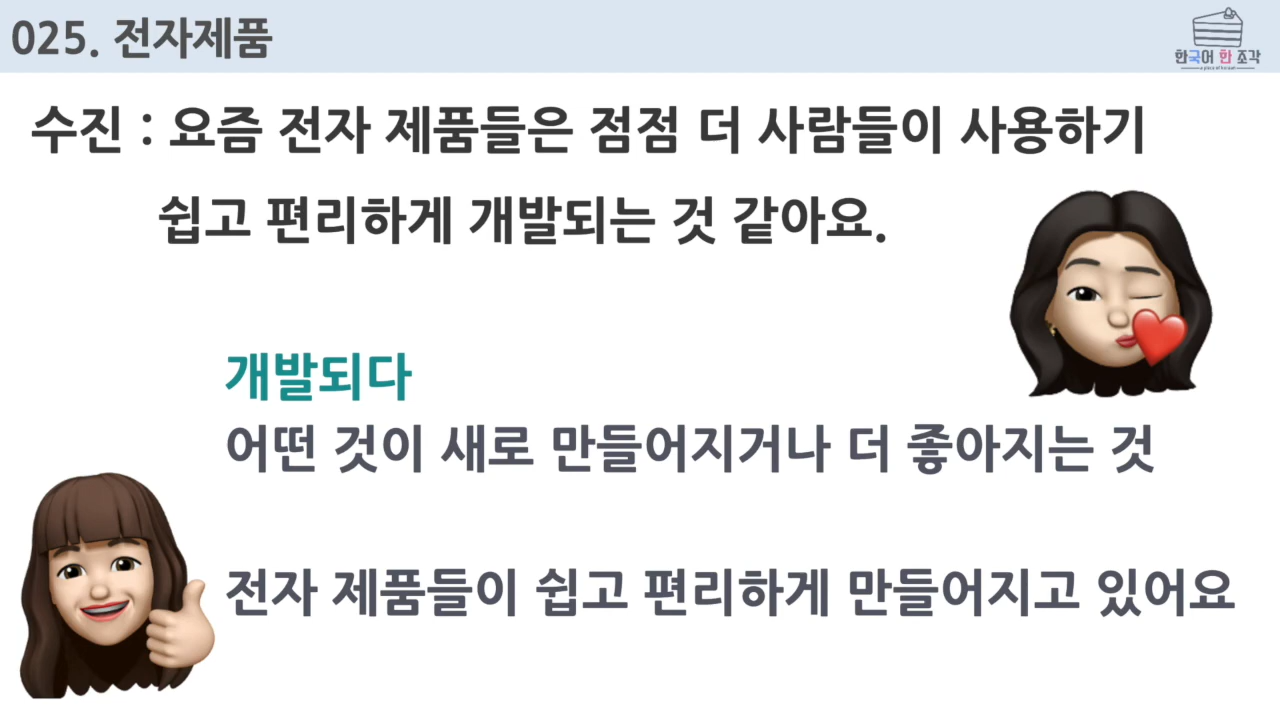 025. 전자제품
한국어 한 조각
a piece of korean
수진 : 요즘 전자 제품들은 점점 더 사람들이 사용하기
쉽고 편리하게 개발되는 것 같아요.
개발되다
어떤 것이 새로 만들어지거나 더 좋아지는 것
전자 제품들이 쉽고 편리하게 만들어지고 있어요